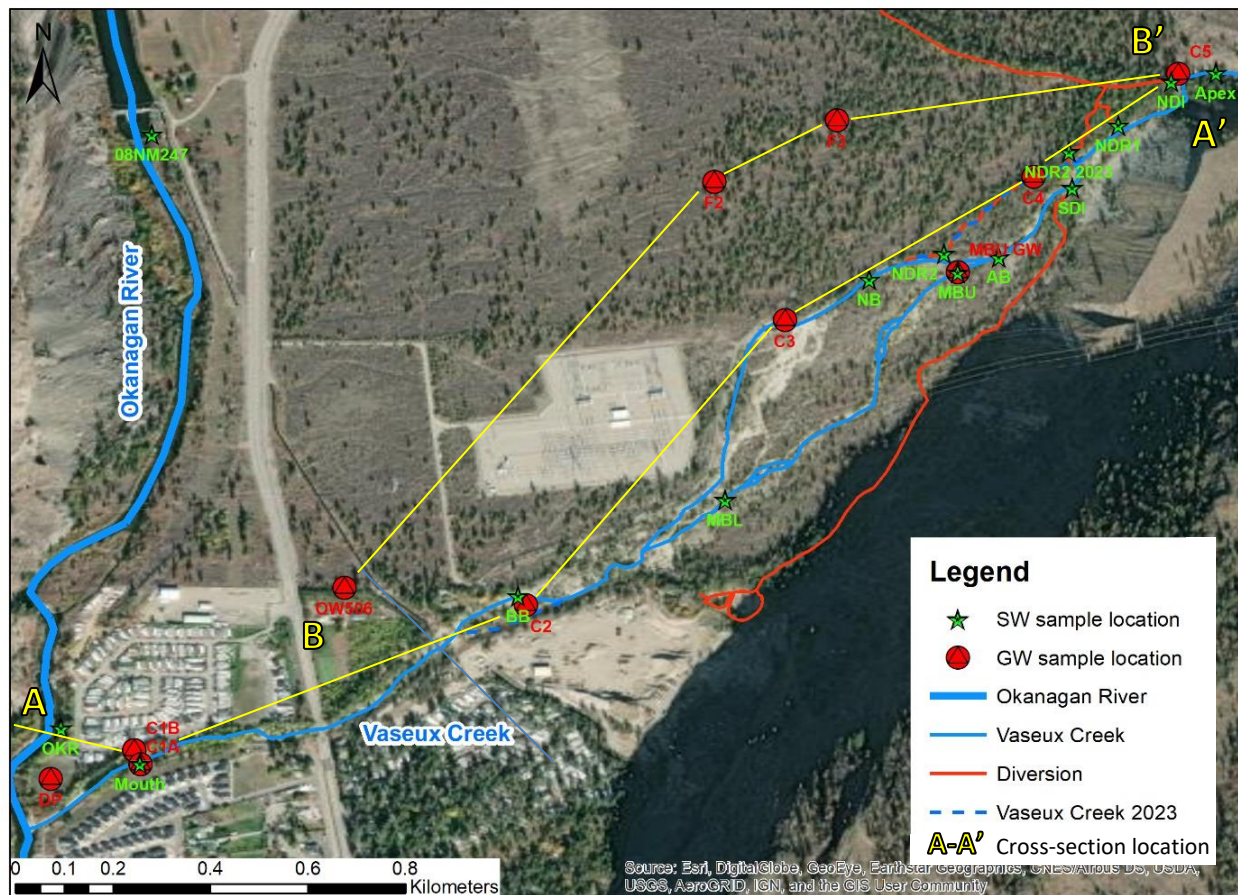 N
B’
C5
NDI
Apex
A’
NDR1
08NM247
F3
NDR2 2023
F2
C4
SDI
MBU GW
NDR2
AB
MBU
NB
Okanagan River
C3
MBL
OW506
B
BB
C2
A
C1B
C1A
OKR
Vaseux Creek
Mouth
DP
Legend
SW sample location
GW sample location
Okanagan River
Vaseux Creek
Diversion
Vaseux Creek 2023
A-A’ Cross-section location
0 0.1 0.2 0.4 0.6 0.8
Kilometers
Source: Esri, DigitalGlobe, GeoEye, Earthstar Geographics, CNES/Airbus DS, USDA,
USGS, AeroGRID, IGN, and the GIS User Community